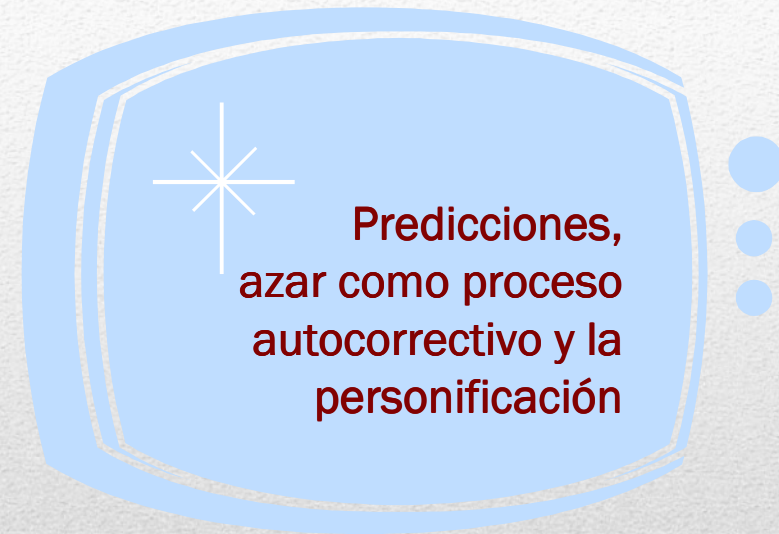 Predicciones,
azar como proceso
autocorrectivo y la
personificación